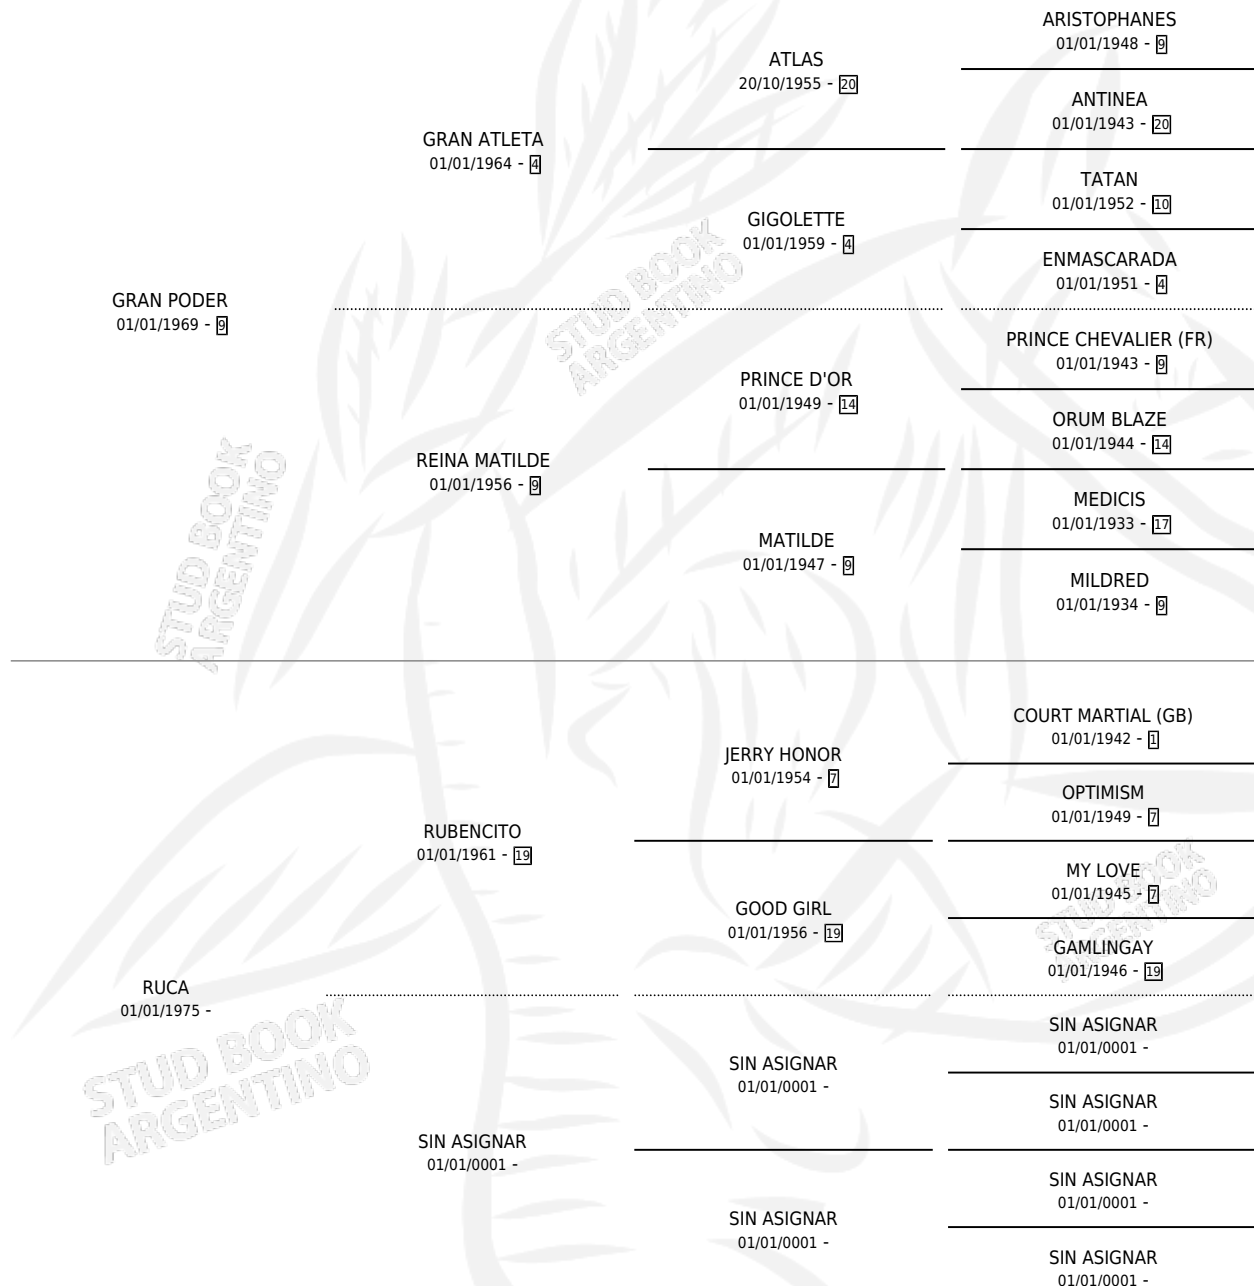 ARISTOPHANES
01/01/1948 - 9
ATLAS
20/10/1955 - 20
ANTINEA
01/01/1943 - 20
GRAN ATLETA
01/01/1964 - 4
TATAN
01/01/1952 - 10
GIGOLETTE
01/01/1959 - 4
ENMASCARADA
01/01/1951 - 4
GRAN PODER
01/01/1969 - 9
STUD BOOK
ARGENTINO
PRINCE CHEVALIER (FR)
01/01/1943 - 9
PRINCE D'OR
01/01/1949 - 14
ORUM BLAZE
01/01/1944 - 14
REINA MATILDE
01/01/1956 - 9
MEDICIS
01/01/1933 - 17
MATILDE
01/01/1947 - 9
MILDRED
01/01/1934 - 9
STUD BOOK
ARGENTINO
COURT MARTIAL (GB)
01/01/1942 - 1
JERRY HONOR
01/01/1954 - 7
OPTIMISM
01/01/1949 - 7
RUBENCITO
01/01/1961 - 19
MY LOVE
01/01/1945 - 7
GOOD GIRL
01/01/1956 - 19
GAMLINGAY
01/01/1946 - 19
STUD BOOK
ARGENTINO
RUCA
01/01/1975 -
SIN ASIGNAR
01/01/0001 -
SIN ASIGNAR
01/01/0001 -
SIN ASIGNAR
01/01/0001 -
STUD BOOK
ARGENTINO
SIN ASIGNAR
01/01/0001 -
SIN ASIGNAR
01/01/0001 -
SIN ASIGNAR
01/01/0001 -
SIN ASIGNAR
01/01/0001 -